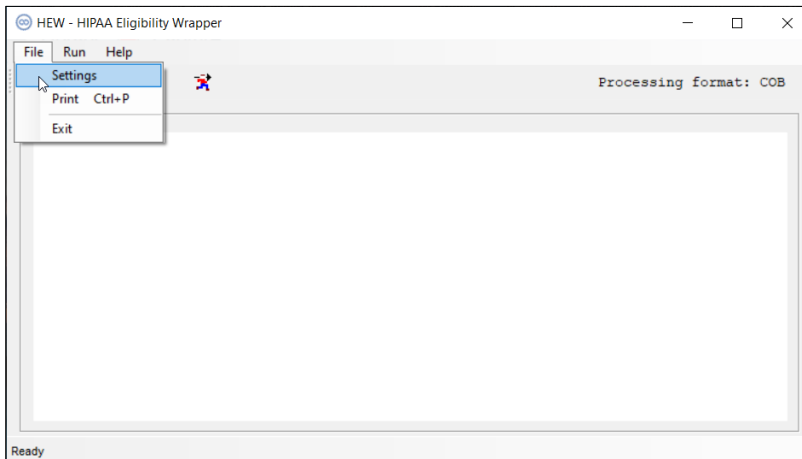 HEW - HIPAA Eligibility Wrapper
File Run Help
Settings
Print Ctrl+P
Exit
Processing format: COB
Ready